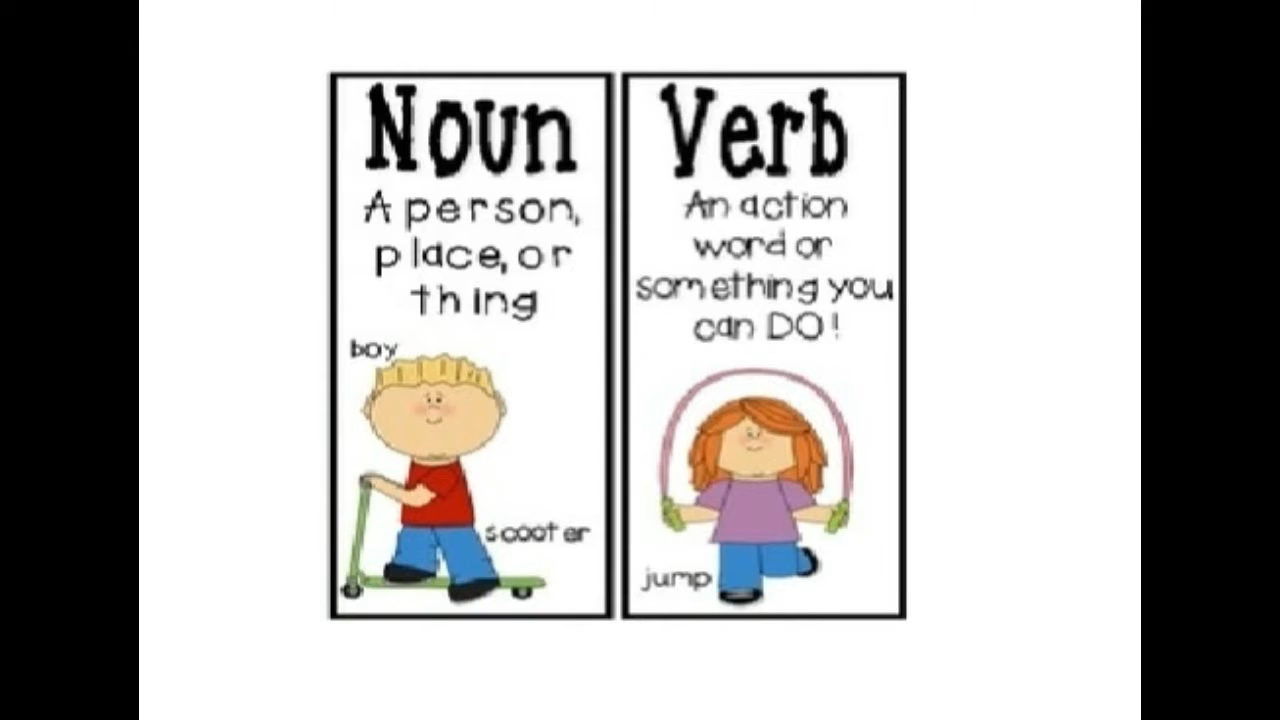 Noun
A person,
place, or
thing
boy
scooter
Verb
An action
word or
something you
can DO!
jump